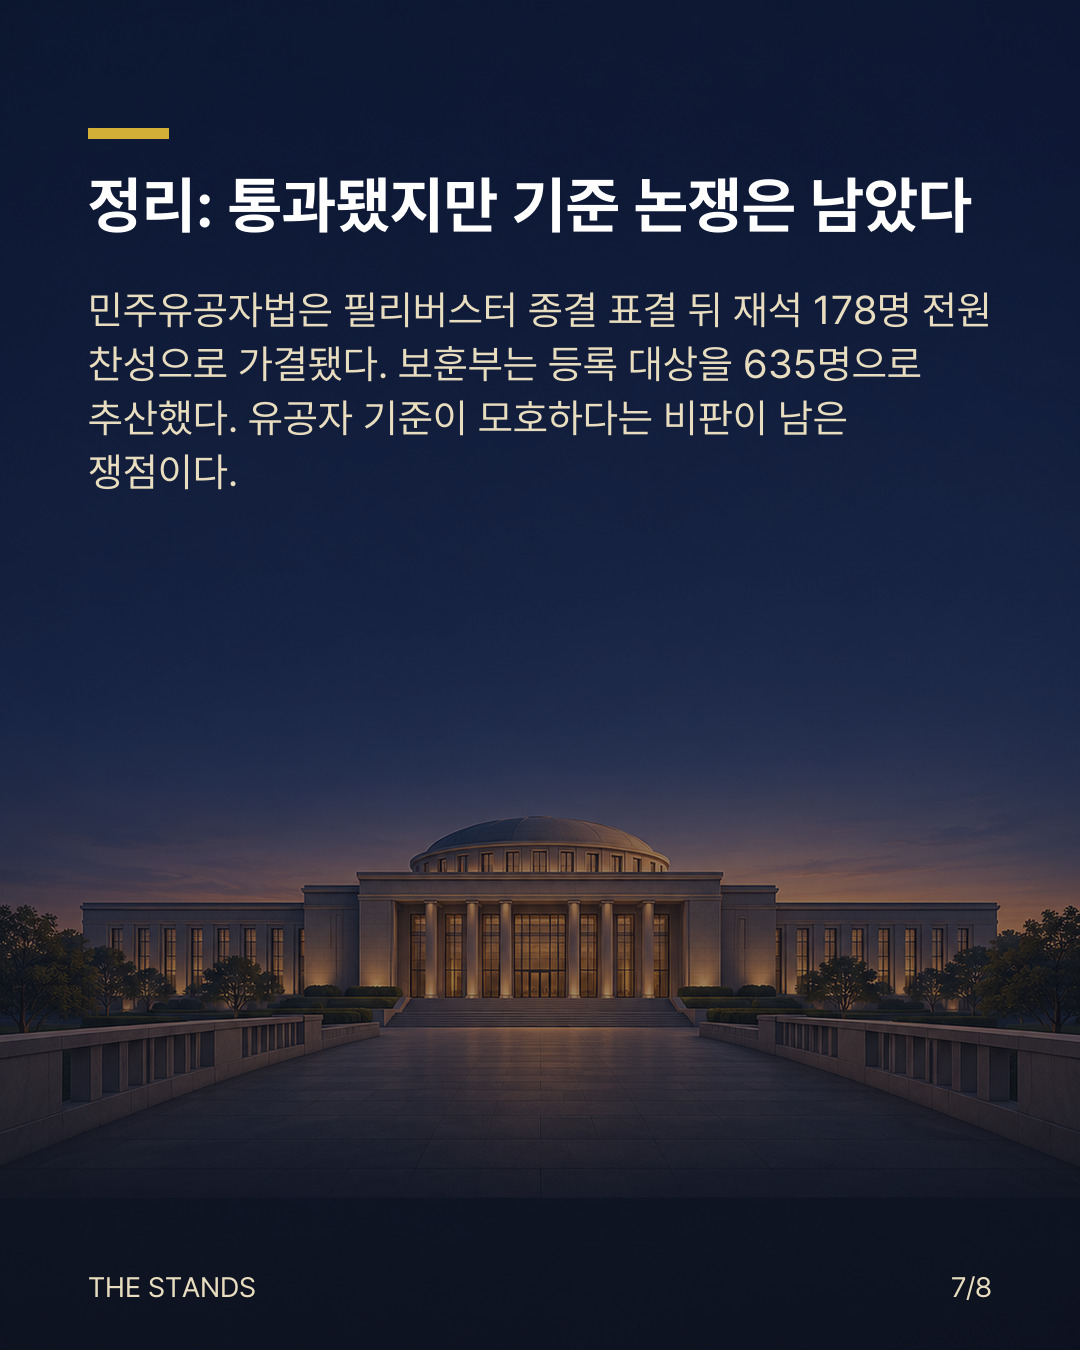 정리: 통과됐지만 기준 논쟁은 남았다
민주유공자법은 필리버스터 종결 표결 뒤 재석 178명 전원
찬성으로 가결됐다. 보훈부는 등록 대상을 635명으로
추산했다. 유공자 기준이 모호하다는 비판이 남은
쟁점이다.
THE STANDS
7/8